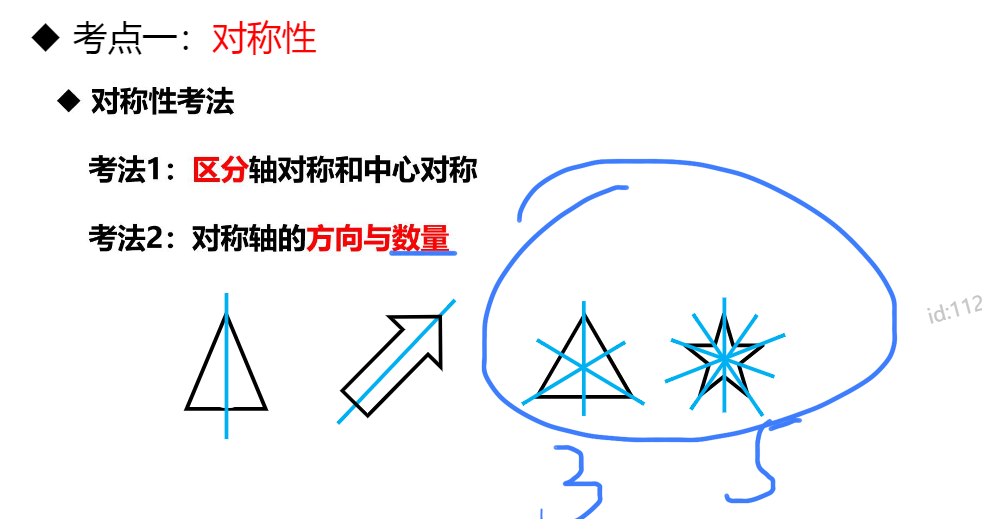 ◆ 考点一：对称性
◆ 对称性考法
考法1：区分轴对称和中心对称
考法2：对称轴的方向与数量
id:112
3
5